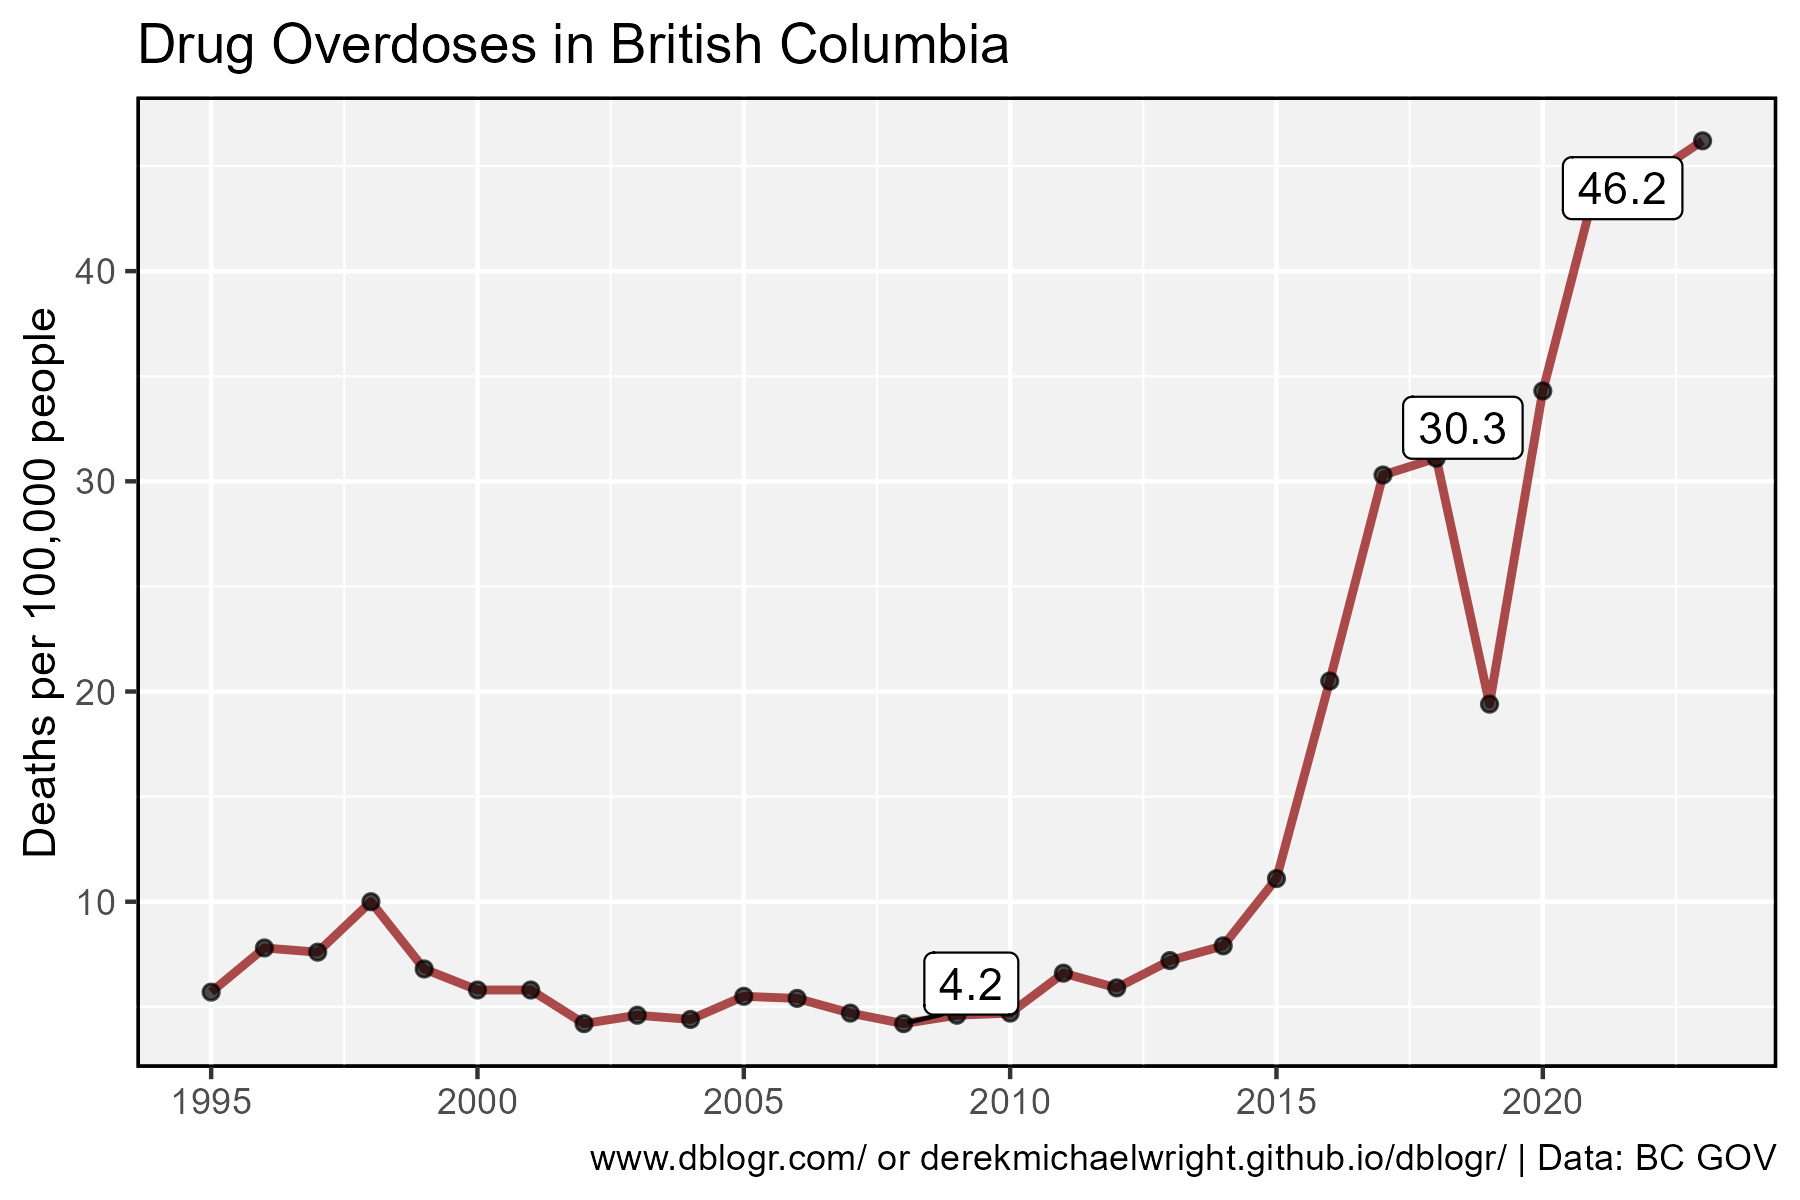 Drug Overdoses in British Columbia
Deaths per 100,000 people
40
30
20
10
46.2
30.3
4.2
1995 2000 2005 2010 2015 2020
www.dblogr.com/ or derekmichaelwright.github.io/dblogr/ | Data: BC GOV